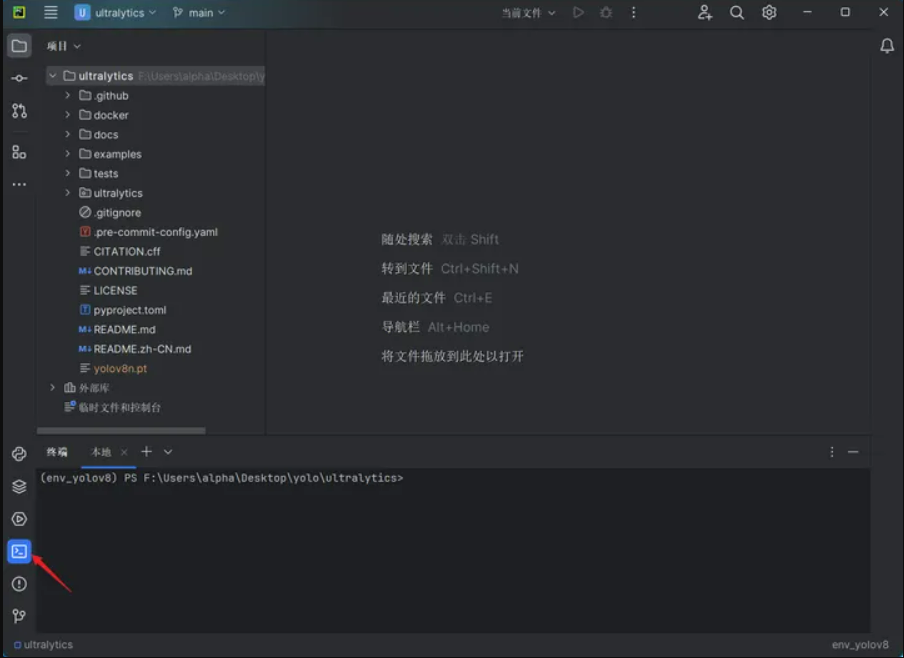 U ultralytics main 当前文件
项目
ultralytics F:\Users\alpha\Desktop\y
.github
docker
docs
examples
tests
ultralytics
.gitignore
Y .pre-commit-config.yaml
CITATION.cff
M↓ CONTRIBUTING.md
LICENSE
T pyproject.toml
M↓ README.md
M↓ README.zh-CN.md
yolov8n.pt
外部库
临时文件和控制台
随处搜索 双击 Shift
转到文件 Ctrl+Shift+N
最近的文件 Ctrl+E
导航栏 Alt+Home
将文件拖放到此处以打开
终端 本地
(env_yolov8) PS F:\Users\alpha\Desktop\yolo\ultralytics>
ultralytics env_yolov8